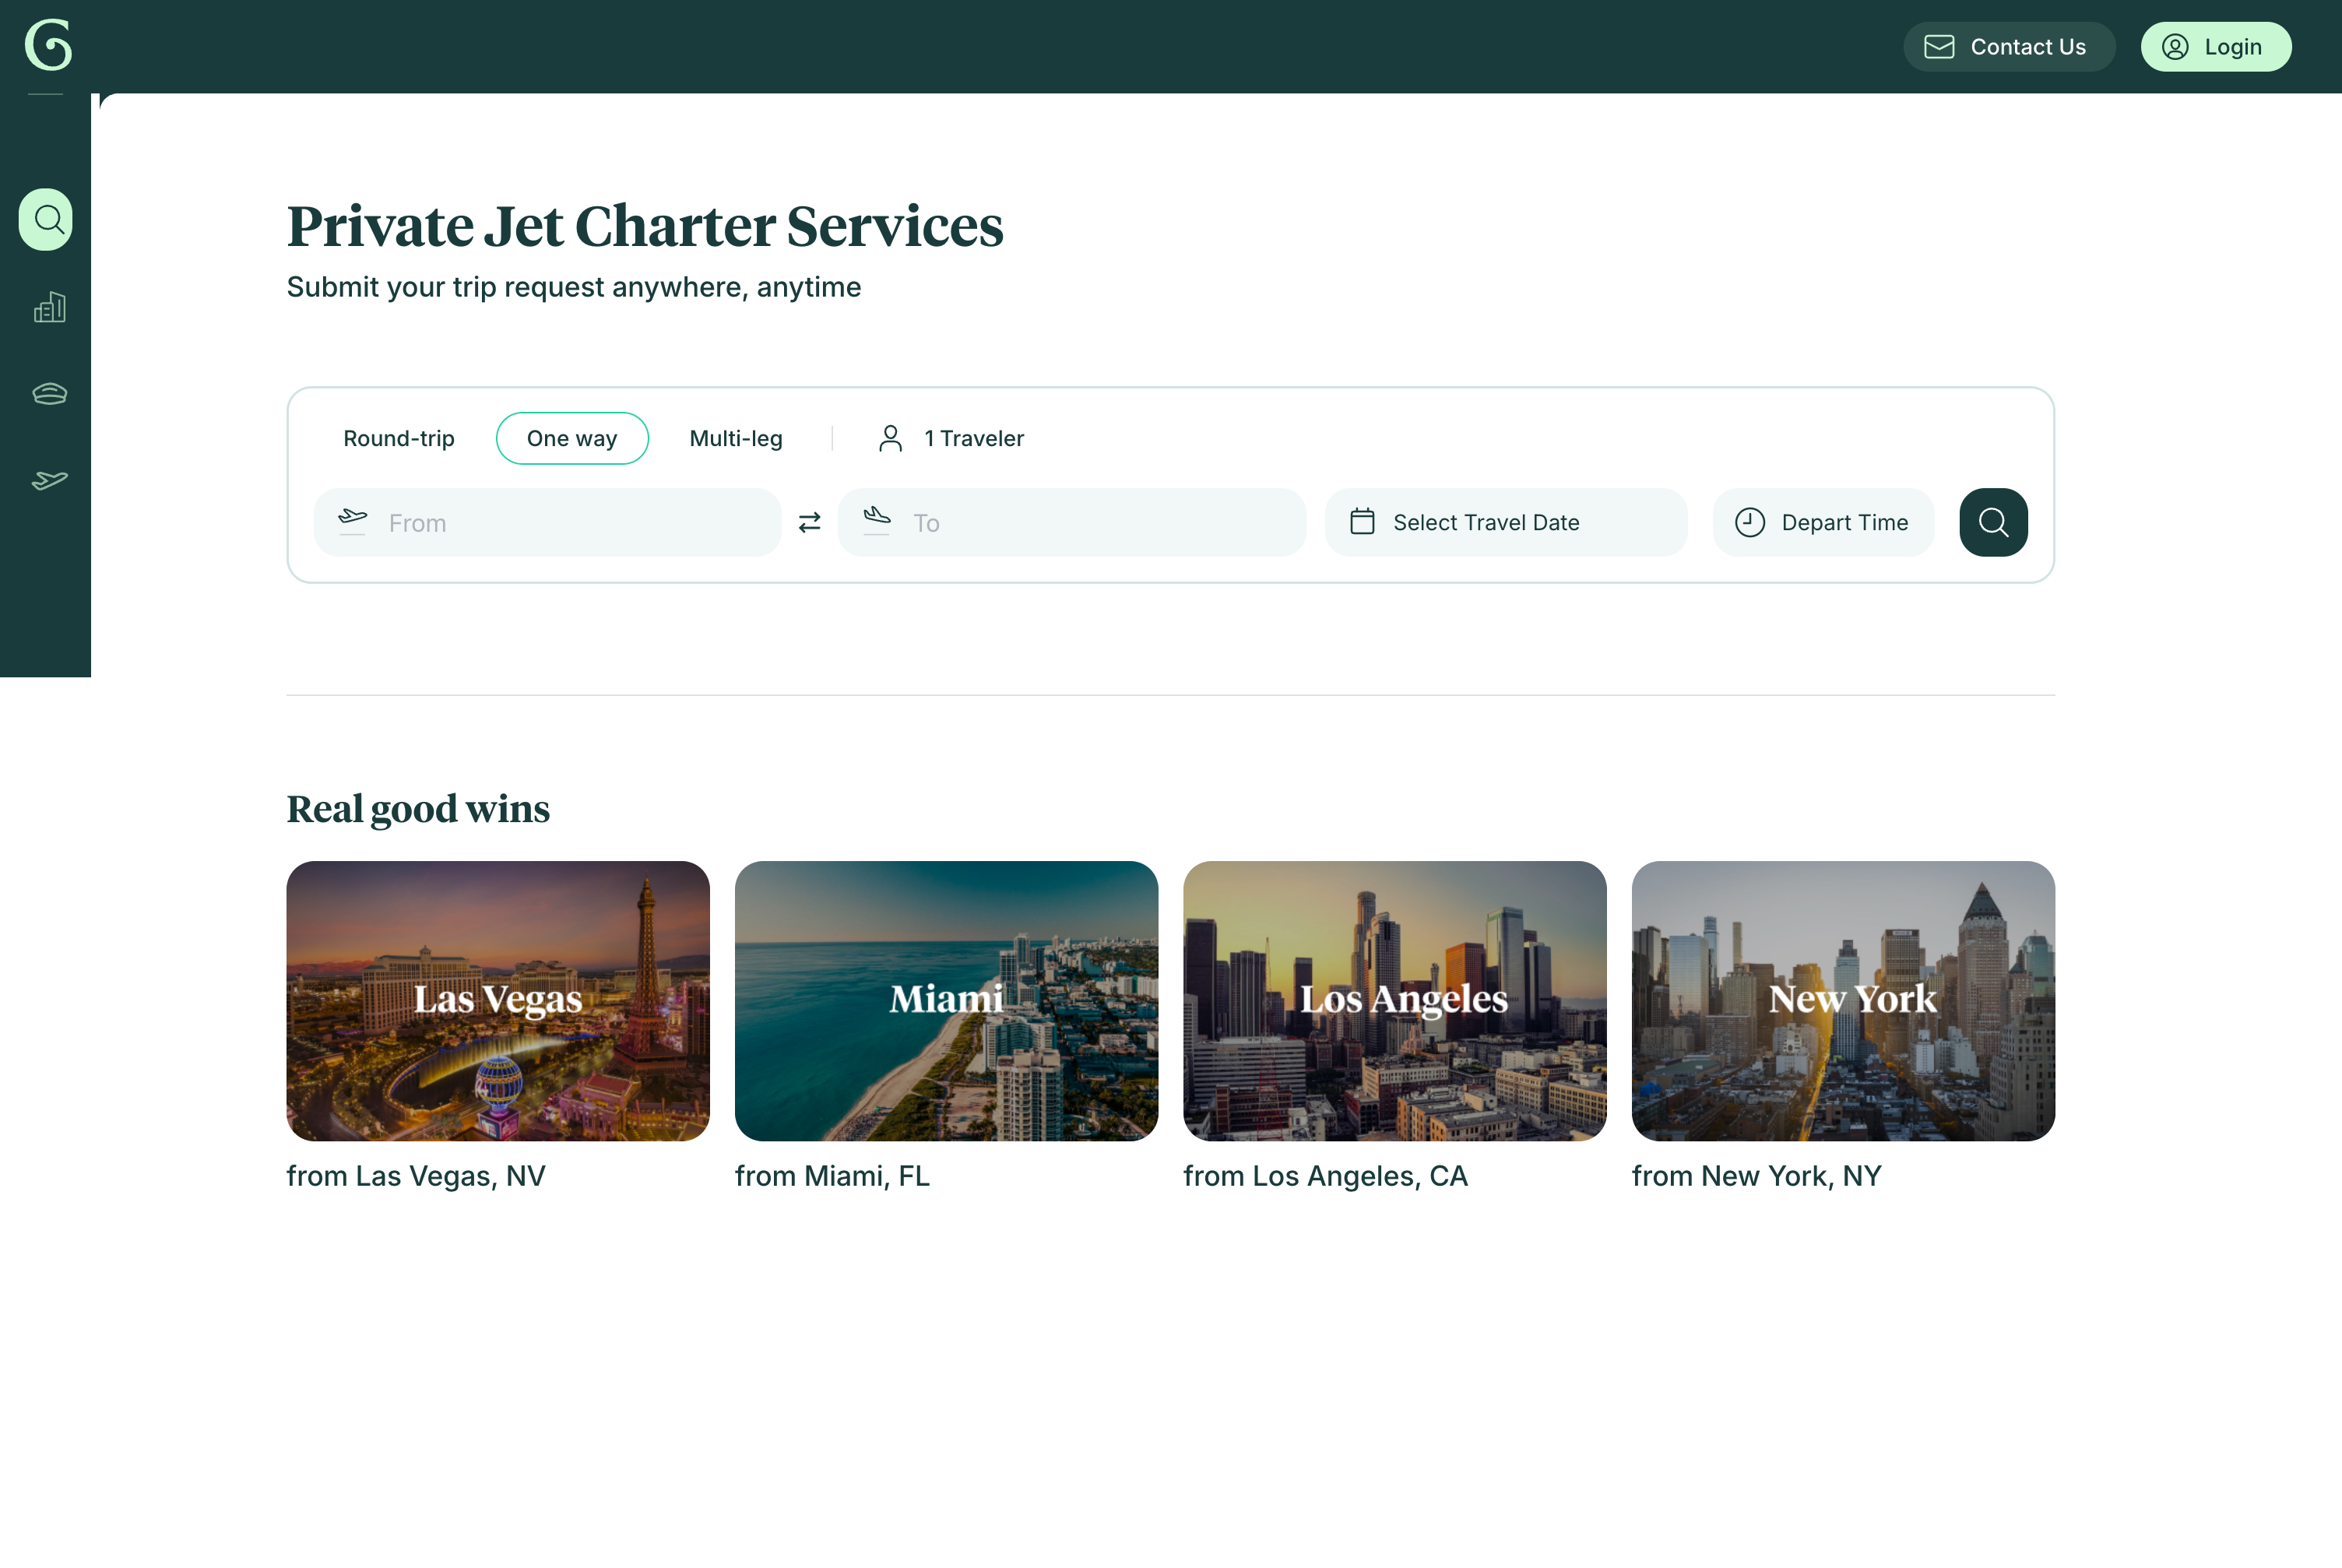 Contact Us
Login
Private Jet Charter Services
Submit your trip request anywhere, anytime
Round-trip
One way
Multi-leg
1 Traveler
From
To
Select Travel Date
Depart Time
Real good wins
Las Vegas
Miami
Los Angeles
New York
from Las Vegas, NV
from Miami, FL
from Los Angeles, CA
from New York, NY